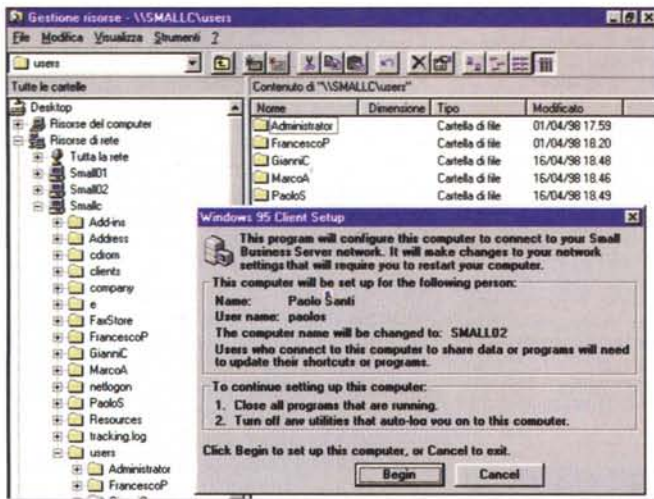 Gestione risorse - \\SMALLC\users
File Modifica Visualizza Strumenti ?
users
Tutte le cartelle
Contenuto di "\\SMALLC\users"
Desktop
Risorse del computer
Risorse di rete
Tutta la rete
Small01
Small02
Smallc
Add-ins
Address
cdrom
clients
company
e
FaxStore
FrancescoP
GianniC
MarcoA
netlogon
PaoloS
Resources
tracking.log
users
Administrator
FrancescoP
Nome Dimensione Tipo Modificato
Administrator Cartella di file 01/04/98 17.59
FrancescoP Cartella di file 01/04/98 18.20
GianniC Cartella di file 16/04/98 18.48
MarcoA Cartella di file 16/04/98 18.46
PaoloS Cartella di file 16/04/98 18.49
Windows 95 Client Setup
This program will configure this computer to connect to your Small
Business Server network. It will make changes to your network
settings that will require you to restart your computer.
This computer will be set up for the following person:
Name: Paolo Santi
User name: paolos
The computer name will be changed to: SMALL02
Users who connect to this computer to share data or programs will need
to update their shortcuts or programs.
To continue setting up this computer:
1. Close all programs that are running.
2. Turn off any utilities that auto-log you on to this computer.
Click Begin to set up this computer, or Cancel to exit.
Begin Cancel